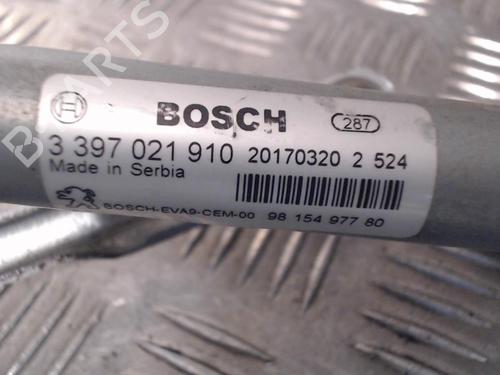 BOSCH
287
3 397 021 910 20170320 2 524
Made in Serbia
BOSCH-EVA9-CEM-00 98 154 977 80
PARTS